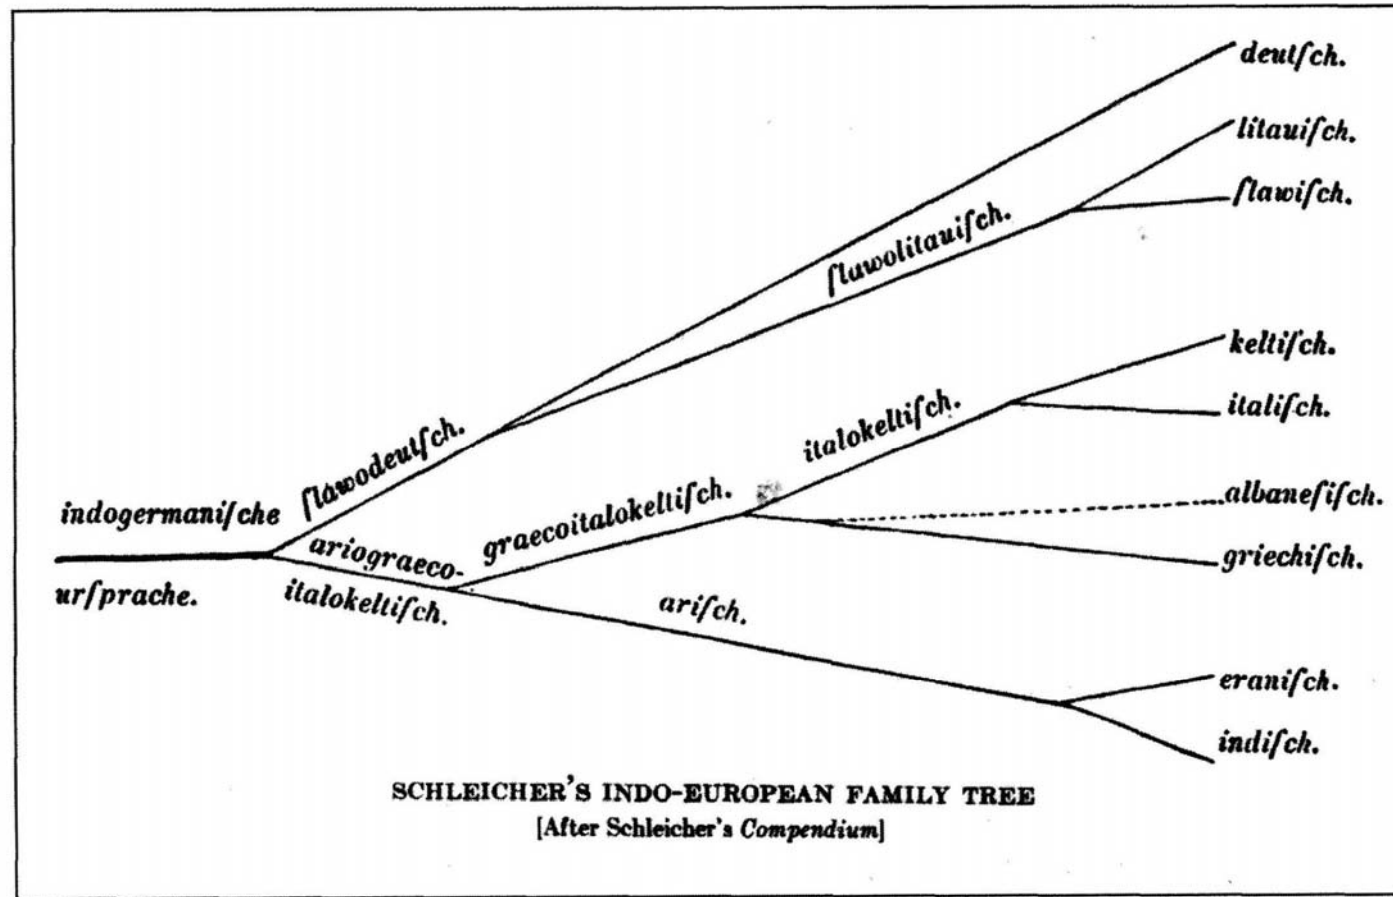 deutſch.
litauiſch.
ſlawiſch.
ſlawolitauiſch.
keltiſch.
italiſch.
italokeltiſch.
ſlawodeutſch.
albaneſiſch.
graecoitalokeltiſch.
indogermaniſche
griechiſch.
ariograeco-
urſprache.
italokeltiſch.
ariſch.
eraniſch.
indiſch.
SCHLEICHER'S INDO-EUROPEAN FAMILY TREE
[After Schleicher's Compendium]